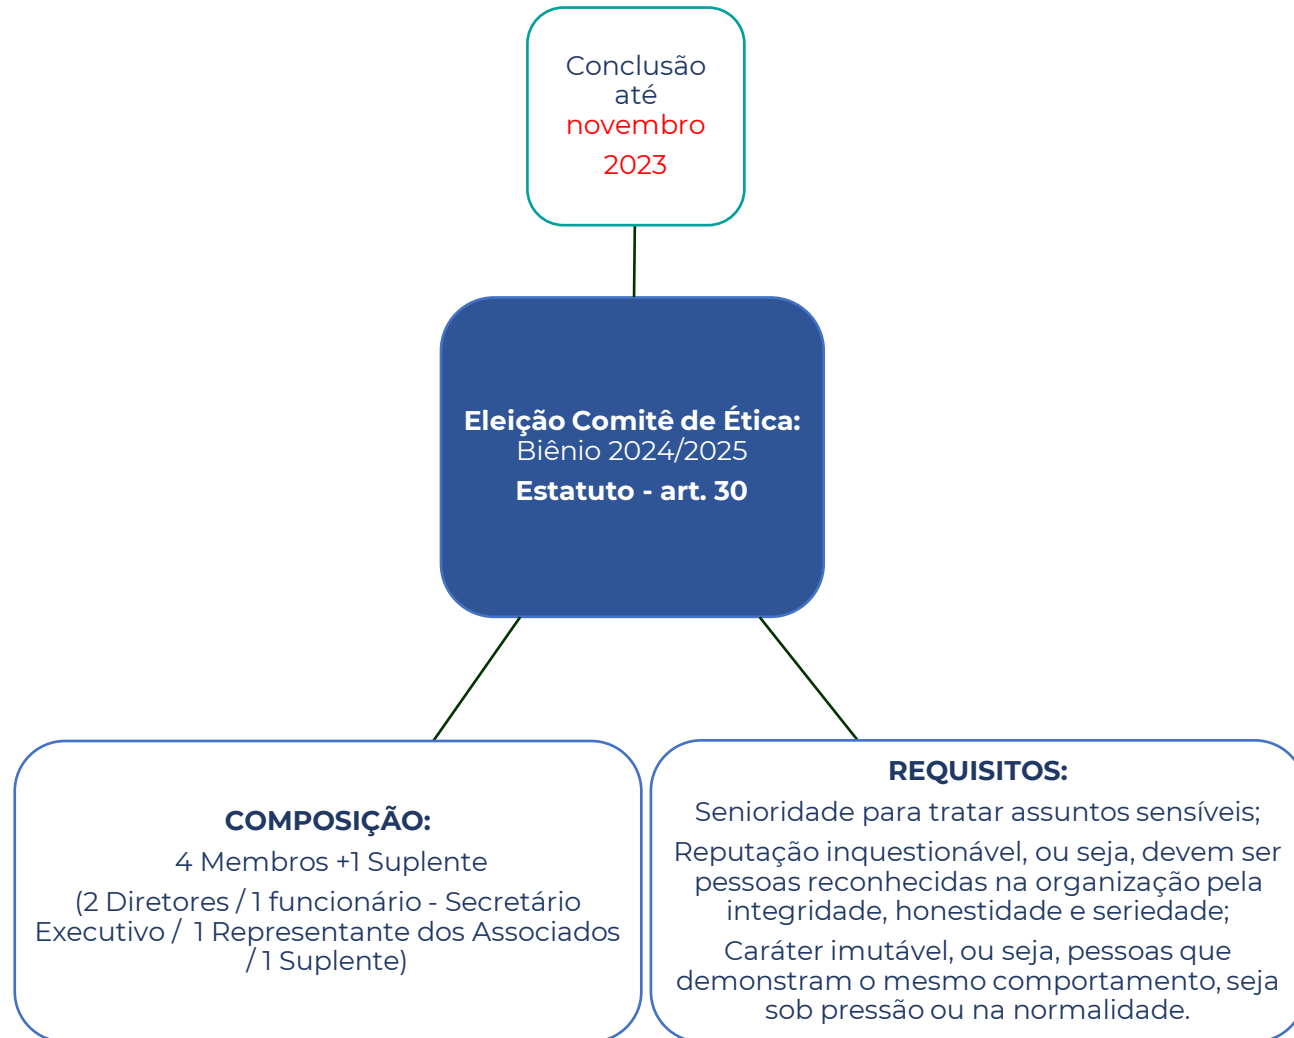 Conclusão
até
novembro
2023
Eleição Comitê de Ética:
Biênio 2024/2025
Estatuto - art. 30
COMPOSIÇÃO:
4 Membros +1 Suplente
(2 Diretores / 1 funcionário - Secretário
Executivo / 1 Representante dos Associados
/ 1 Suplente)
REQUISITOS:
Senioridade para tratar assuntos sensíveis;
Reputação inquestionável, ou seja, devem ser
pessoas reconhecidas na organização pela
integridade, honestidade e seriedade;
Caráter imutável, ou seja, pessoas que
demonstram o mesmo comportamento, seja
sob pressão ou na normalidade.